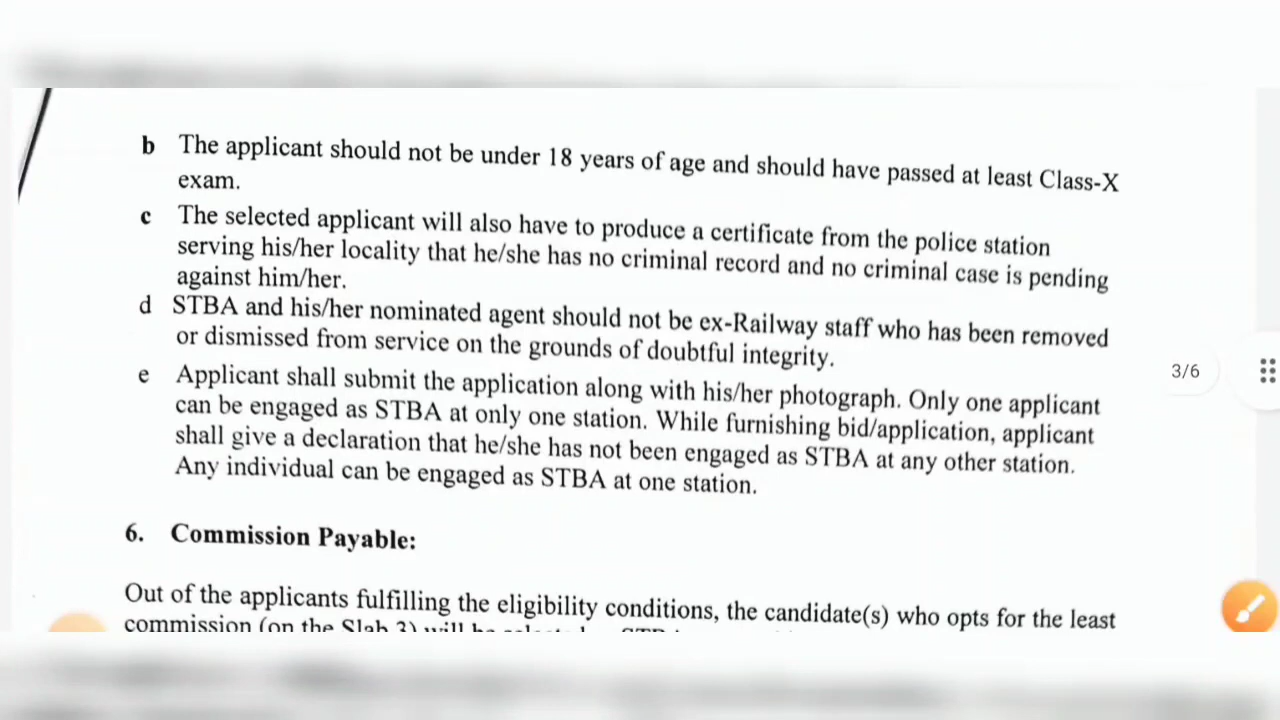 b The applicant should not be under 18 years of age and should have passed at least Class-X
exam.
c The selected applicant will also have to produce a certificate from the police station
serving his/her locality that he/she has no criminal record and no criminal case is pending
against him/her.
d STBA and his/her nominated agent should not be ex-Railway staff who has been removed
or dismissed from service on the grounds of doubtful integrity.
e Applicant shall submit the application along with his/her photograph. Only one applicant
can be engaged as STBA at only one station. While furnishing bid/application, applicant
shall give a declaration that he/she has not been engaged as STBA at any other station.
Any individual can be engaged as STBA at one station.
3/6
6. Commission Payable:
Out of the applicants fulfilling the eligibility conditions, the candidate(s) who opts for the least
commission (on the Slab 3) will